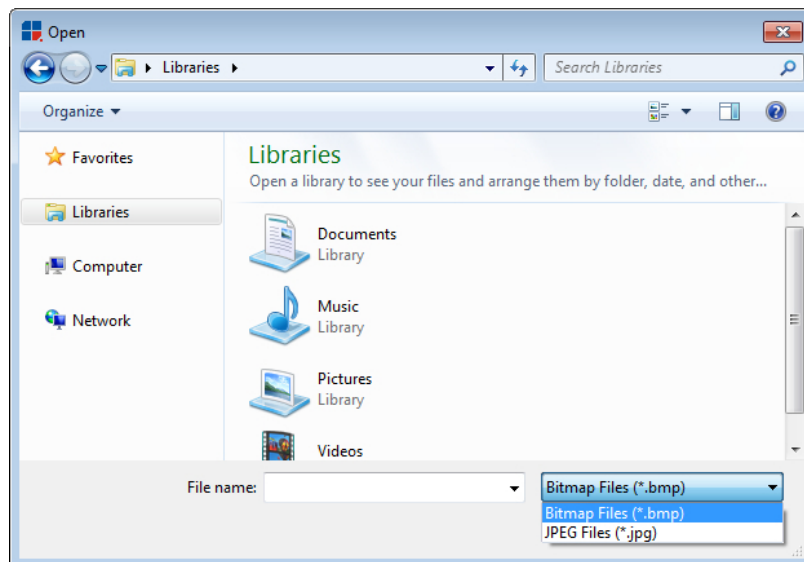 Open
Libraries
Search Libraries
Organize
Favorites
Libraries
Computer
Network
Libraries
Open a library to see your files and arrange them by folder, date, and other...
Documents
Library
Music
Library
Pictures
Library
Videos
File name:
Bitmap Files (*.bmp)
Bitmap Files (*.bmp)
JPEG Files (*.jpg)